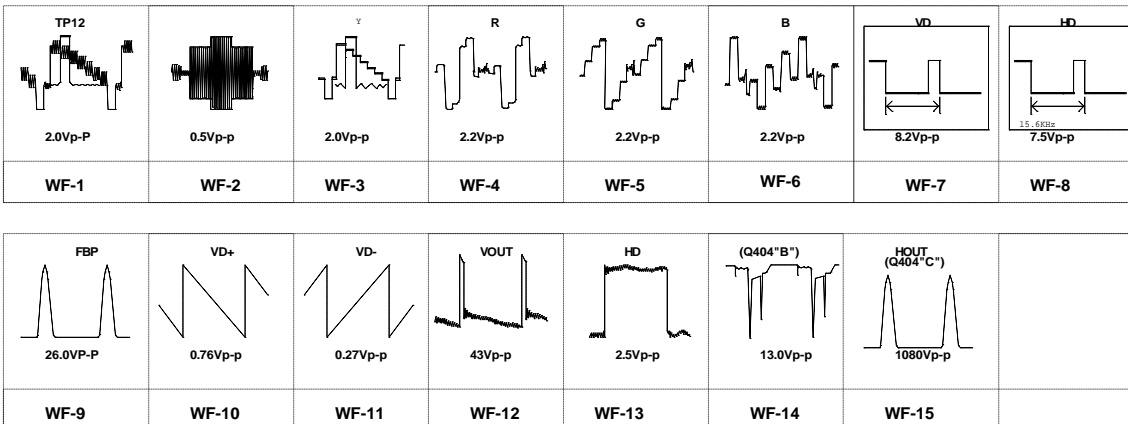 TP12
Y
R
G
B
VD
HD
15.6KHz
2.0Vp-P
0.5Vp-p
2.0Vp-p
2.2Vp-p
2.2Vp-p
2.2Vp-p
8.2Vp-p
7.5Vp-p
WF-1
WF-2
WF-3
WF-4
WF-5
WF-6
WF-7
WF-8
FBP
VD+
VD-
VOUT
HD
(Q404"B")
HOUT
(Q404"C")
26.0VP-P
0.76Vp-p
0.27Vp-p
43Vp-p
2.5Vp-p
13.0Vp-p
1080Vp-p
WF-9
WF-10
WF-11
WF-12
WF-13
WF-14
WF-15